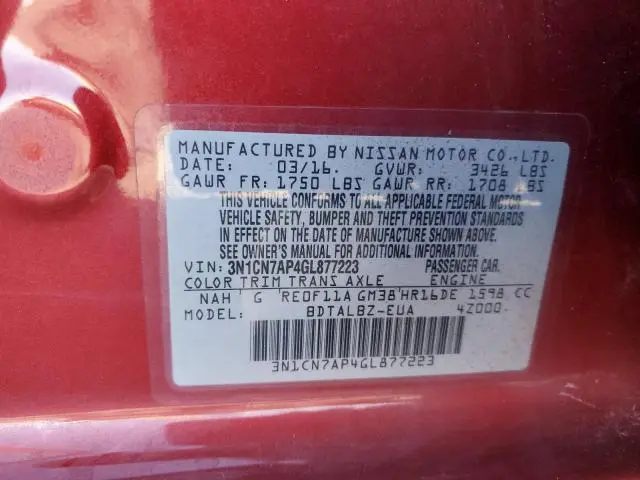 MANUFACTURED BY NISSAN MOTOR CO.,LTD.
DATE: 03/16. GVWR: 3426 LBS
GAWR FR: 1750 LBS GAWR RR: 1708 LBS
THIS VEHICLE CONFORMS TO ALL APPLICABLE FEDERAL MOTOR
VEHICLE SAFETY, BUMPER AND THEFT PREVENTION STANDARDS
IN EFFECT ON THE DATE OF MANUFACTURE SHOWN ABOVE.
SEE OWNER'S MANUAL FOR ADDITIONAL INFORMATION
VIN: 3N1CN7AP4GL877223 PASSENGER CAR.
COLOR TRIM TRANS AXLE ENGINE
NAH G RE0F11A GM38 HR16DE 1598 CC
MODEL: BDTALBZ-EUA 4Z000.
3N1CN7AP4GL877223